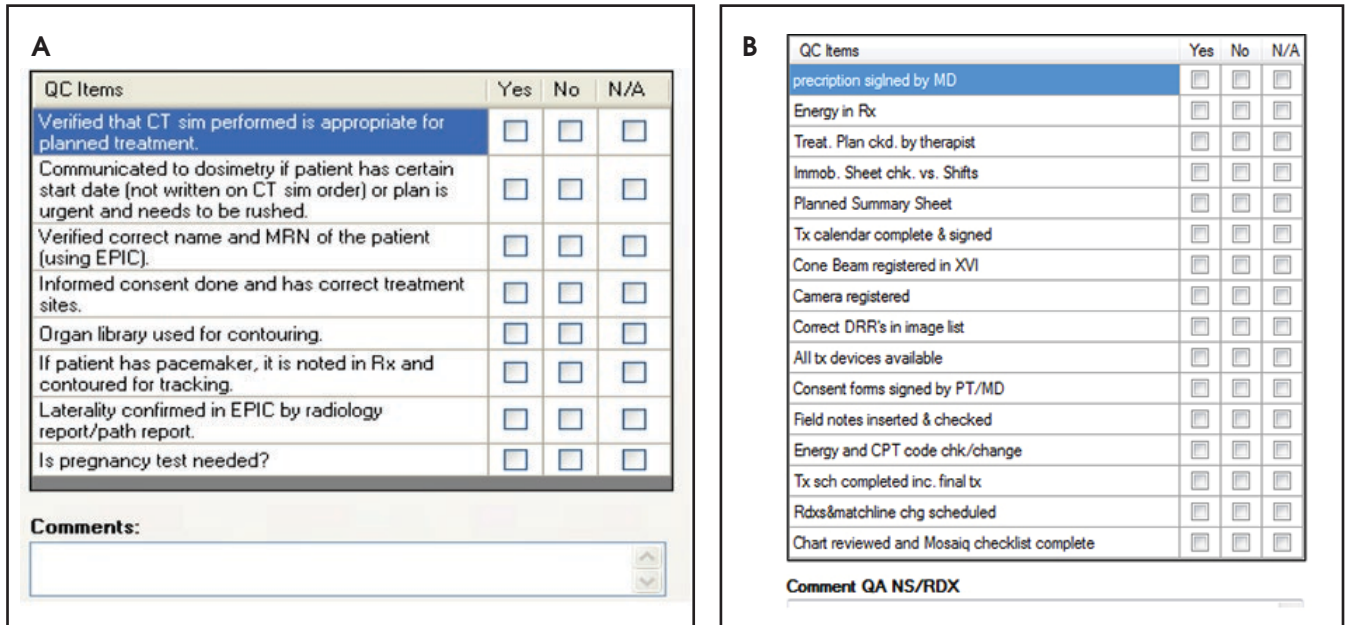 A
QC Items Yes No N/A
Verified that CT sim performed is appropriate for
planned treatment.
Communicated to dosimetry if patient has certain
start date (not written on CT sim order) or plan is
urgent and needs to be rushed.
Verified correct name and MRN of the patient
(using EPIC).
Informed consent done and has correct treatment
sites.
Organ library used for contouring.
If patient has pacemaker, it is noted in Rx and
contoured for tracking.
Laterality confirmed in EPIC by radiology
report/path report.
Is pregnancy test needed?
Comments:
B
QC Items Yes No N/A
precription siglned by MD
Energy in Rx
Treat. Plan ckd. by therapist
Immob. Sheet chk. vs. Shifts
Planned Summary Sheet
Tx calendar complete & signed
Cone Beam registered in XVI
Camera registered
Correct DRR's in image list
All tx devices available
Consent forms signed by PT/MD
Field notes inserted & checked
Energy and CPT code chk/change
Tx sch completed inc. final tx
Rdxs&matchline chg scheduled
Chart reviewed and Mosaiq checklist complete
Comment QA NS/RDX